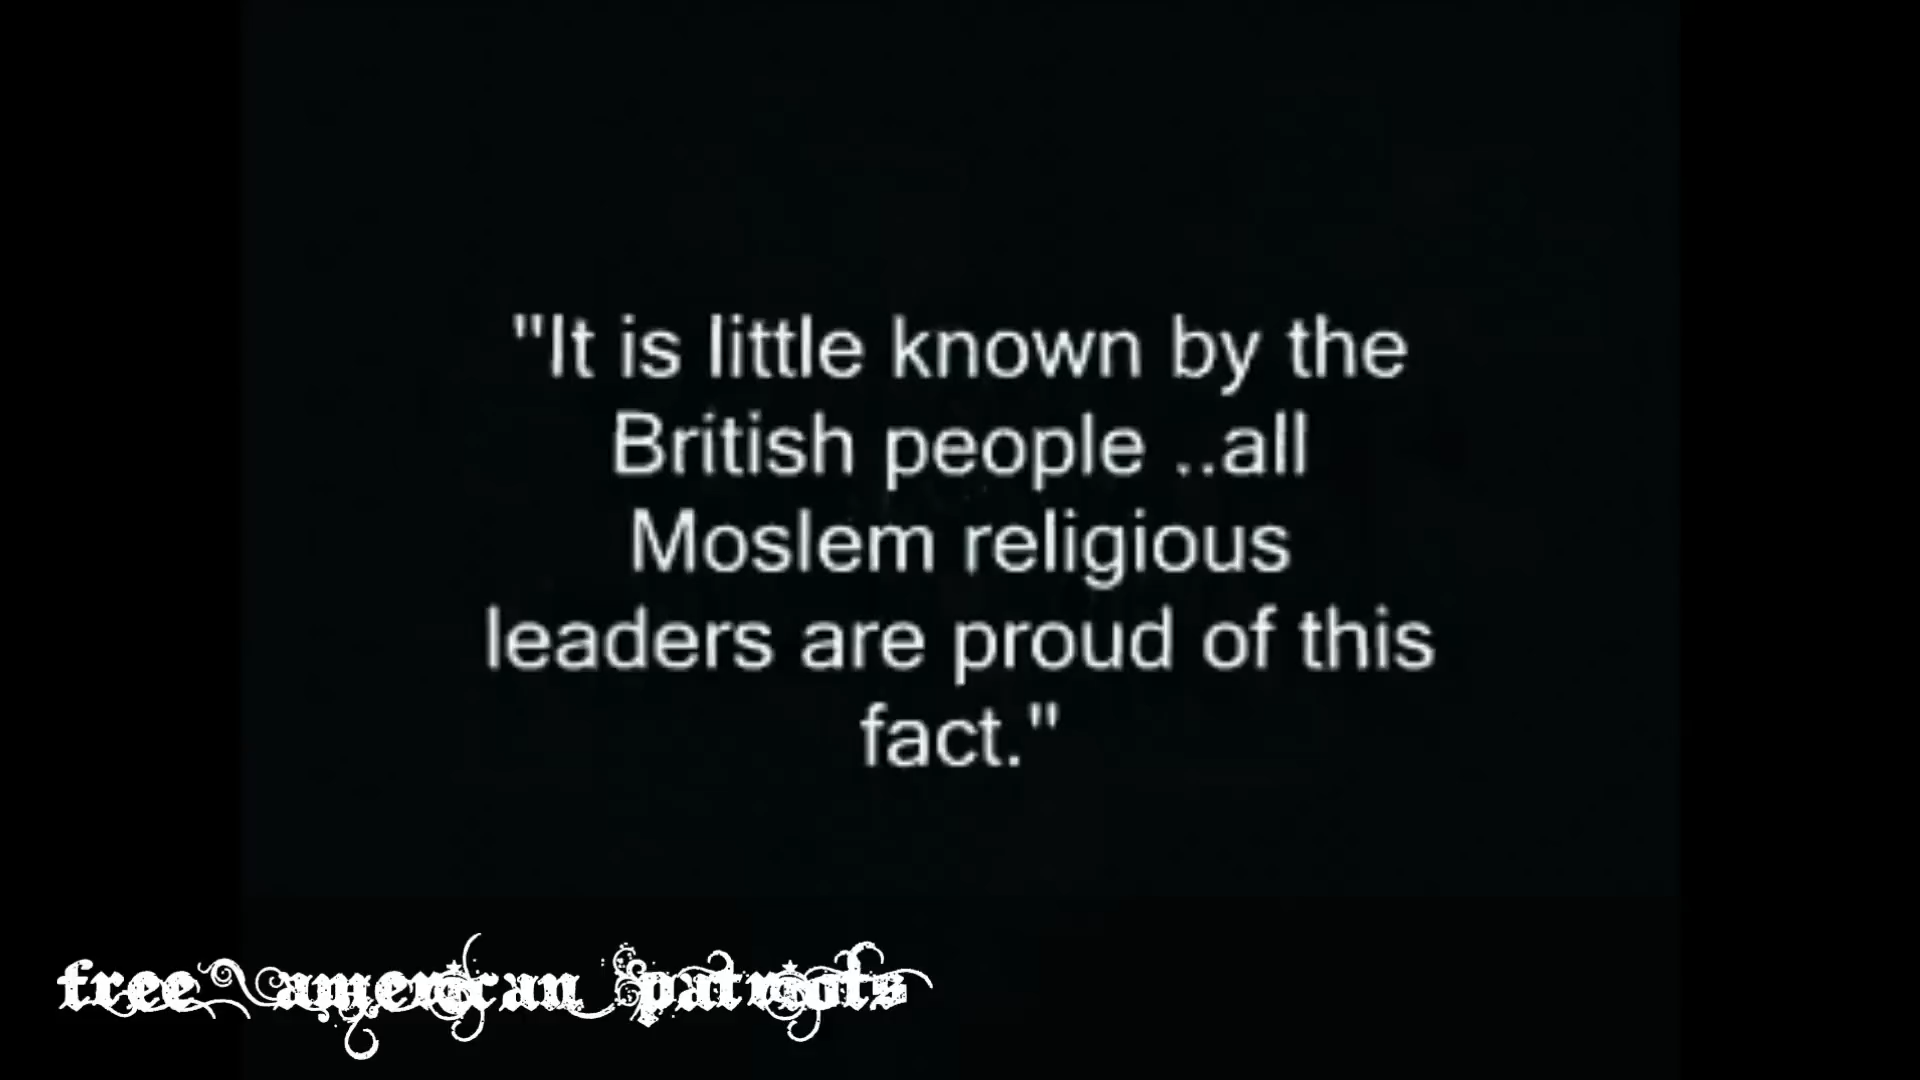 "It is little known by the
British people ..all
Moslem religious
leaders are proud of this
fact."
free american patriots